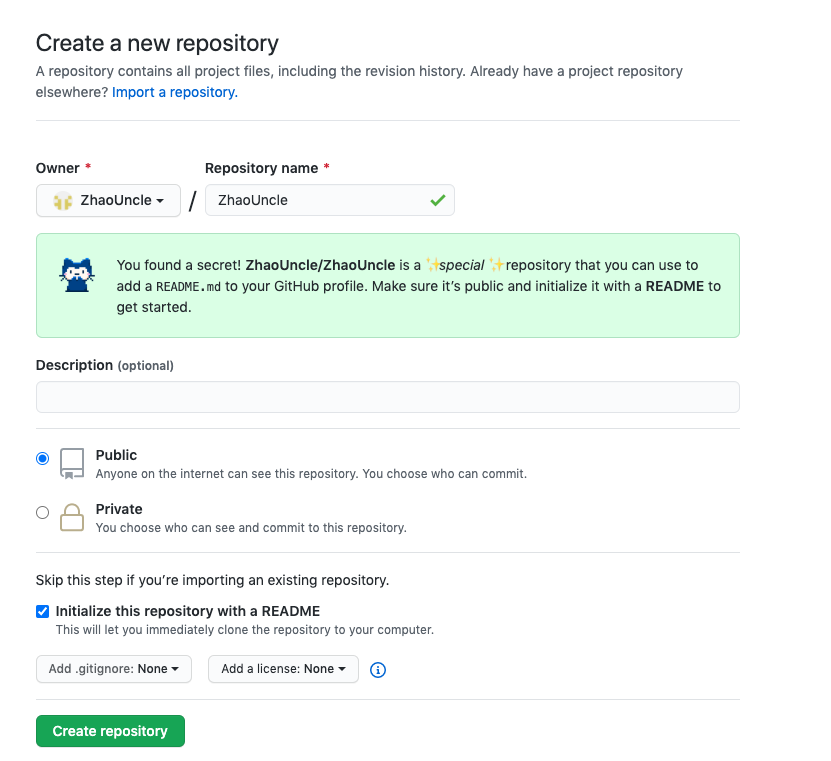 Create a new repository
A repository contains all project files, including the revision history. Already have a project repository
elsewhere? Import a repository.
Owner * Repository name *
ZhaoUncle / ZhaoUncle
You found a secret! ZhaoUncle/ZhaoUncle is a ✨special ✨repository that you can use to
add a README.md to your GitHub profile. Make sure it’s public and initialize it with a README to
get started.
Description (optional)
Public
Anyone on the internet can see this repository. You choose who can commit.
Private
You choose who can see and commit to this repository.
Skip this step if you’re importing an existing repository.
Initialize this repository with a README
This will let you immediately clone the repository to your computer.
Add .gitignore: None Add a license: None
Create repository